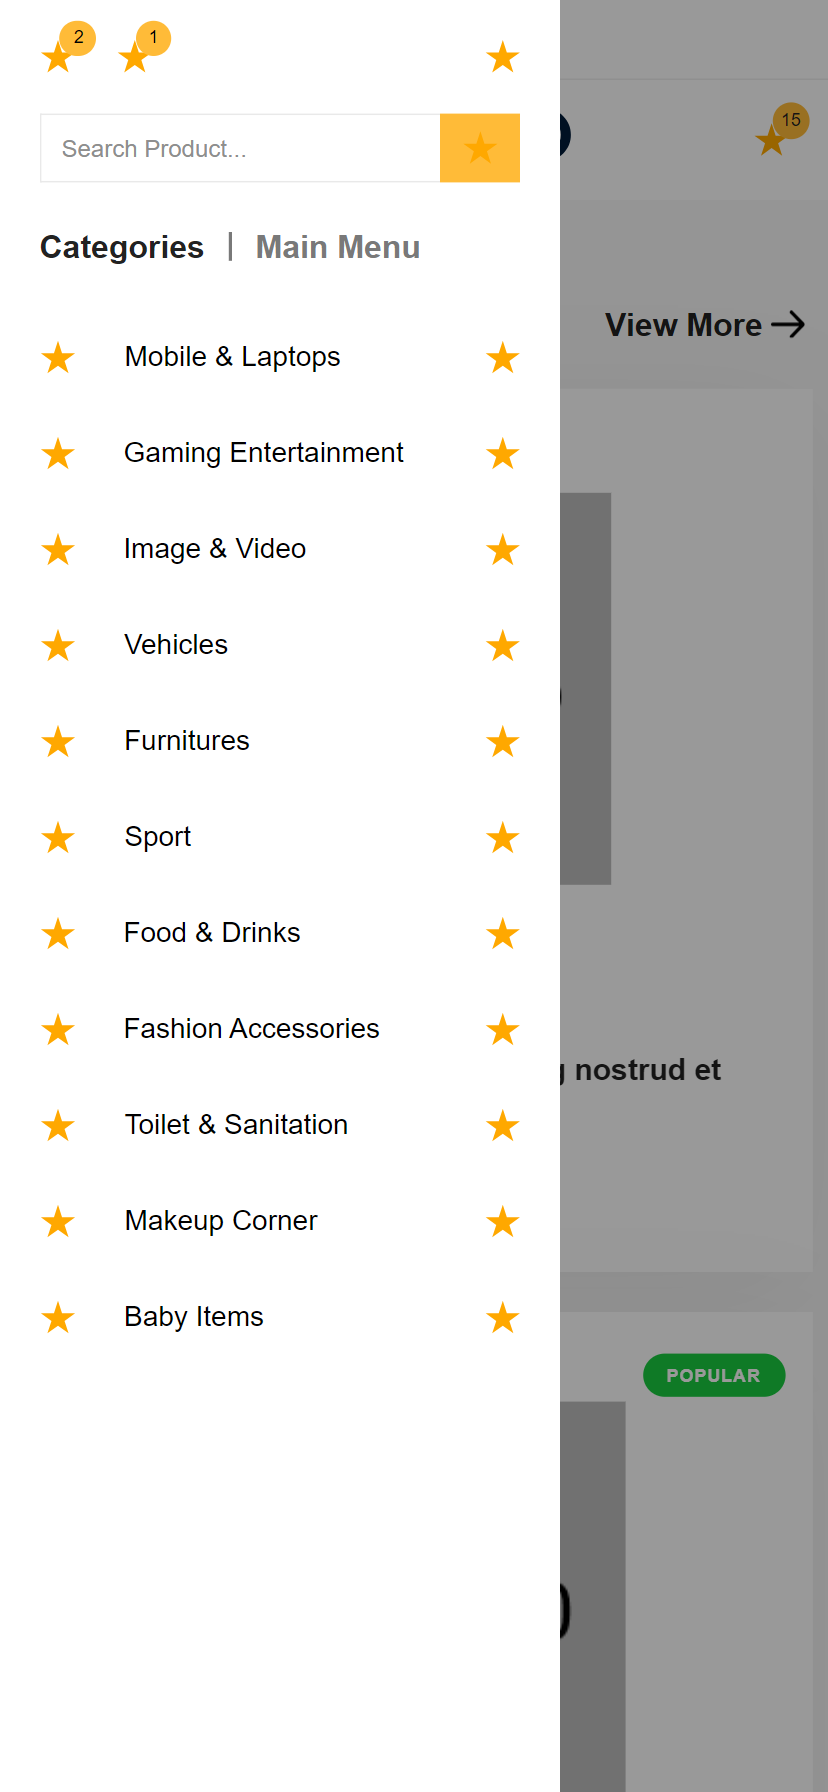 2
1
15
Search Product...
Categories | Main Menu
View More
Mobile & Laptops
Gaming Entertainment
Image & Video
Vehicles
Furnitures
Sport
Food & Drinks
Fashion Accessories
nostrud et
Toilet & Sanitation
Makeup Corner
Baby Items
POPULAR